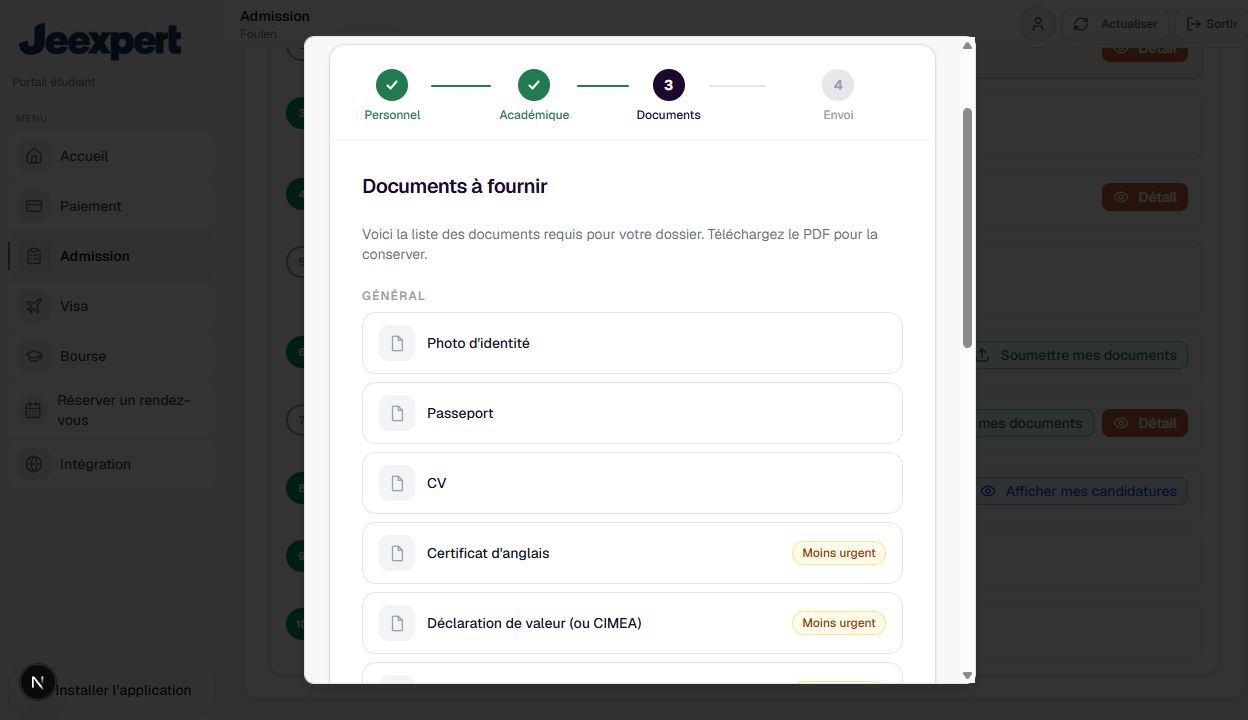 Jeexpert
Portail étudiant
MENU
Accueil
Paiement
Admission
Visa
Bourse
Réserver un rendez-
vous
Intégration
Installer l'application
N
Admission
Foulen
Actualiser
Sortir
Personnel
Académique
3
Documents
4
Envoi
Documents à fournir
Voici la liste des documents requis pour votre dossier. Téléchargez le PDF pour la
conserver.
GÉNÉRAL
Photo d'identité
Passeport
CV
Certificat d'anglais
Moins urgent
Déclaration de valeur (ou CIMEA)
Moins urgent
Détail
Détail
Soumettre mes documents
mes documents
Détail
Afficher mes candidatures